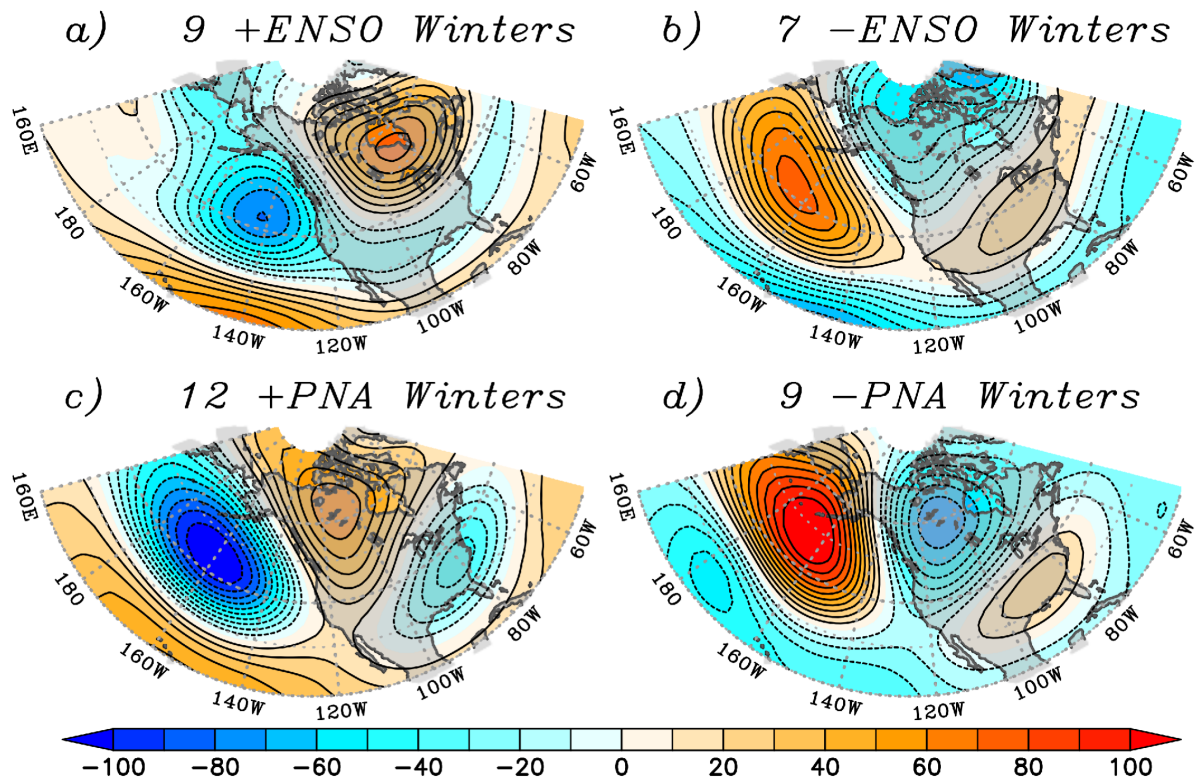 a) 9 +ENSO Winters
b) 7 −ENSO Winters
160E
180
160W
140W
120W
100W
80W
60W
160E
180
160W
140W
120W
100W
80W
60W
c) 12 +PNA Winters
d) 9 −PNA Winters
160E
180
160W
140W
120W
100W
80W
60W
160E
180
160W
140W
120W
100W
80W
60W
−100 −80 −60 −40 −20 0 20 40 60 80 100